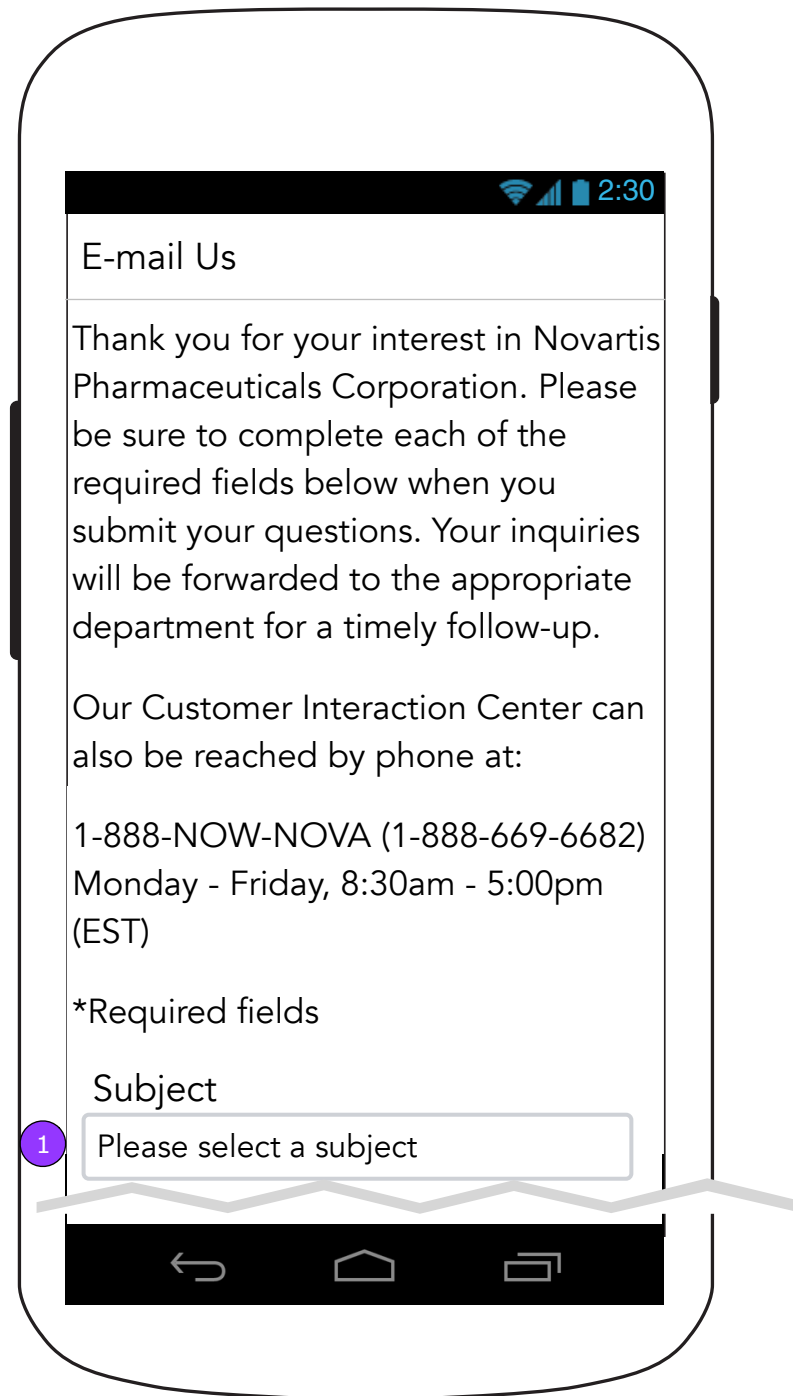 2:30
E-mail Us
Thank you for your interest in Novartis
Pharmaceuticals Corporation. Please
be sure to complete each of the
required fields below when you
submit your questions. Your inquiries
will be forwarded to the appropriate
department for a timely follow-up.
Our Customer Interaction Center can
also be reached by phone at:
1-888-NOW-NOVA (1-888-669-6682)
Monday - Friday, 8:30am - 5:00pm
(EST)
*Required fields
Subject
1
Please select a subject